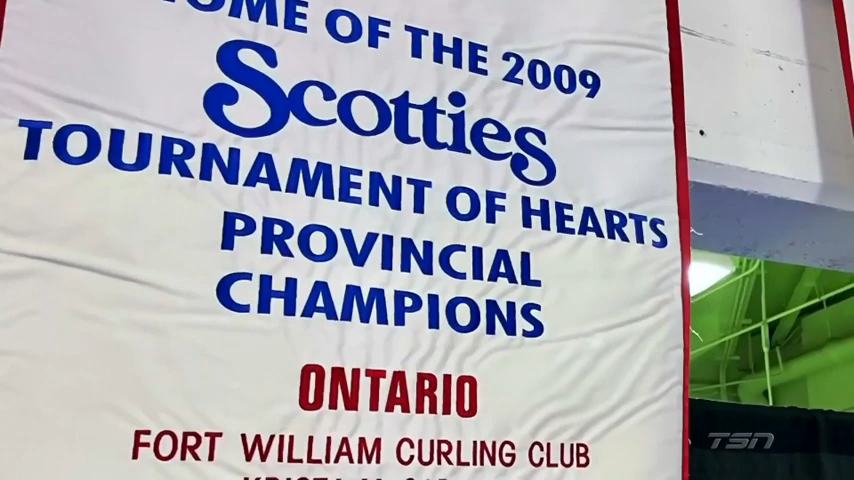 HOME OF THE 2009
Scotties
TOURNAMENT OF HEARTS
PROVINCIAL
CHAMPIONS
ONTARIO
FORT WILLIAM CURLING CLUB
TSN